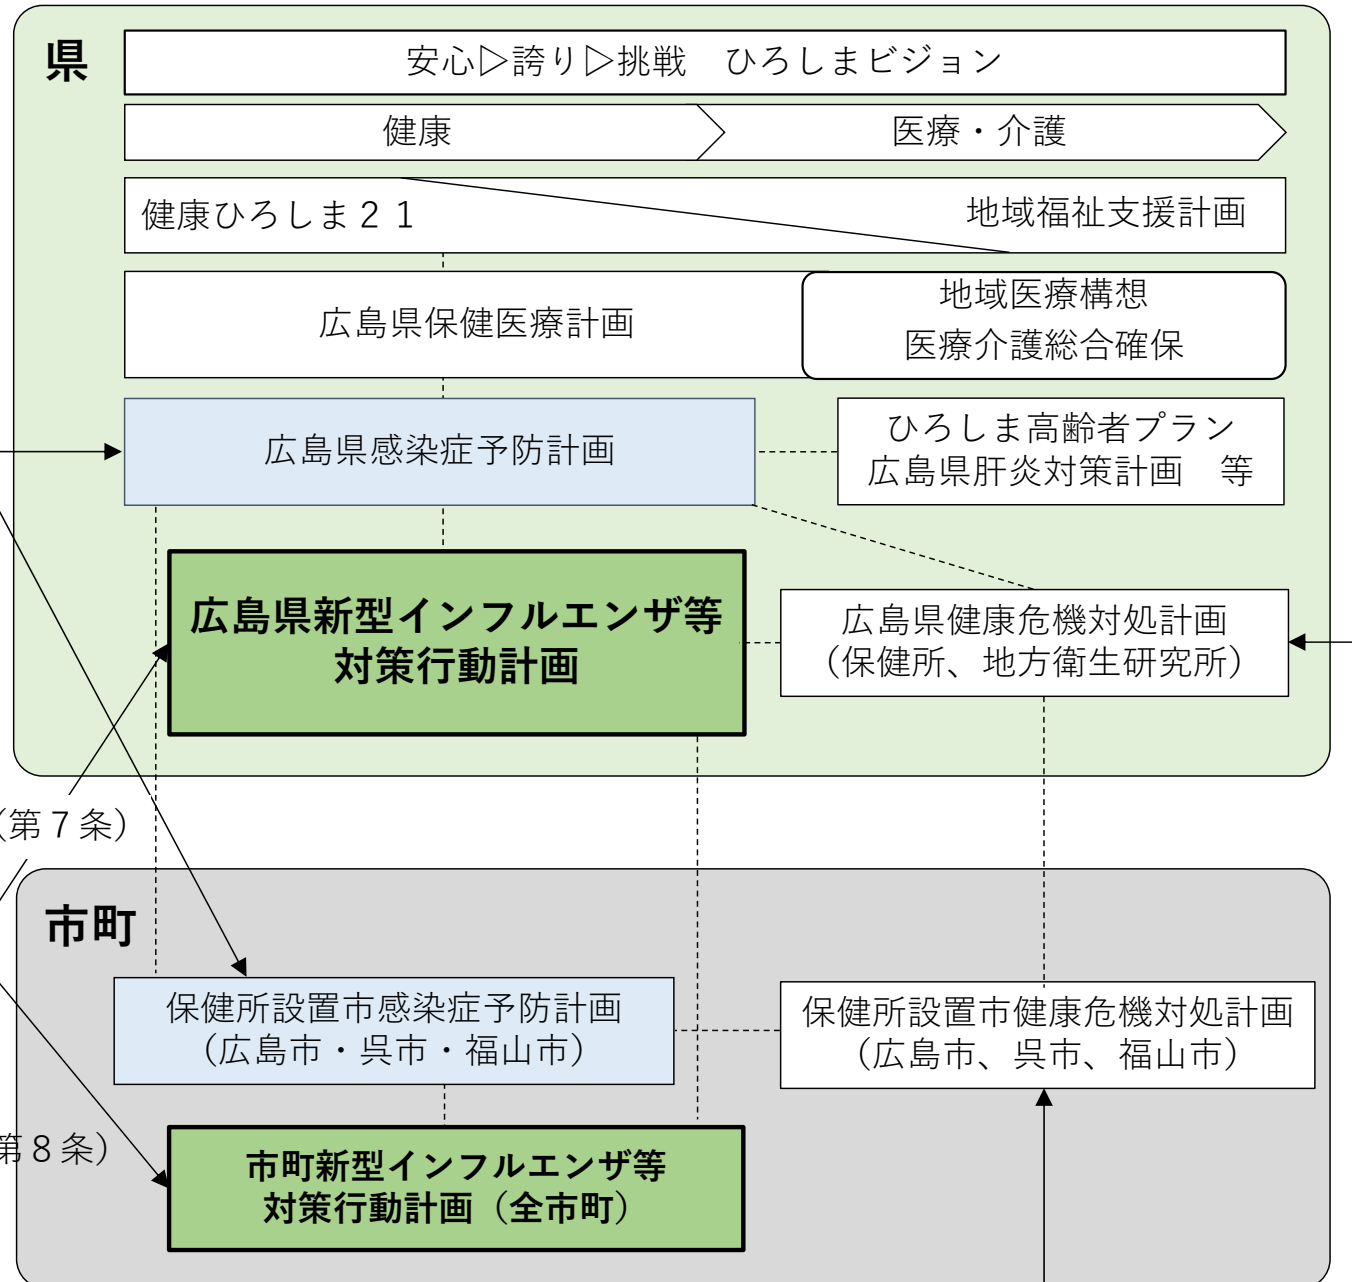 県
安心▷誇り▷挑戦　ひろしまビジョン
健康
医療・介護
健康ひろしま２１
地域福祉支援計画
広島県保健医療計画
地域医療構想
医療介護総合確保
広島県感染症予防計画
ひろしま高齢者プラン
広島県肝炎対策計画　等
広島県新型インフルエンザ等
対策行動計画
広島県健康危機対処計画
（保健所、地方衛生研究所）
（第７条）
市町
保健所設置市感染症予防計画
（広島市・呉市・福山市）
保健所設置市健康危機対処計画
（広島市、呉市、福山市）
第８条）
市町新型インフルエンザ等
対策行動計画（全市町）